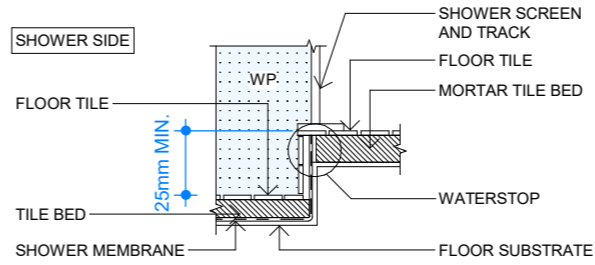 SHOWER SIDE
SHOWER SCREEN
AND TRACK
WP
FLOOR TILE
FLOOR TILE
MORTAR TILE BED
25mm MIN.
WATERSTOP
TILE BED
SHOWER MEMBRANE
FLOOR SUBSTRATE